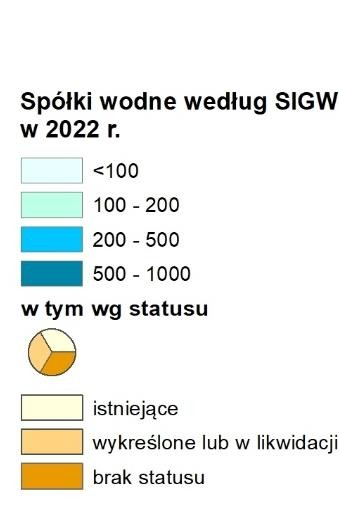 Spółki wodne według SIGW
w 2022 r.
<100
100 - 200
200 - 500
500 - 1000
w tym wg statusu
istniejące
wykreślone lub w likwidacji
brak statusu